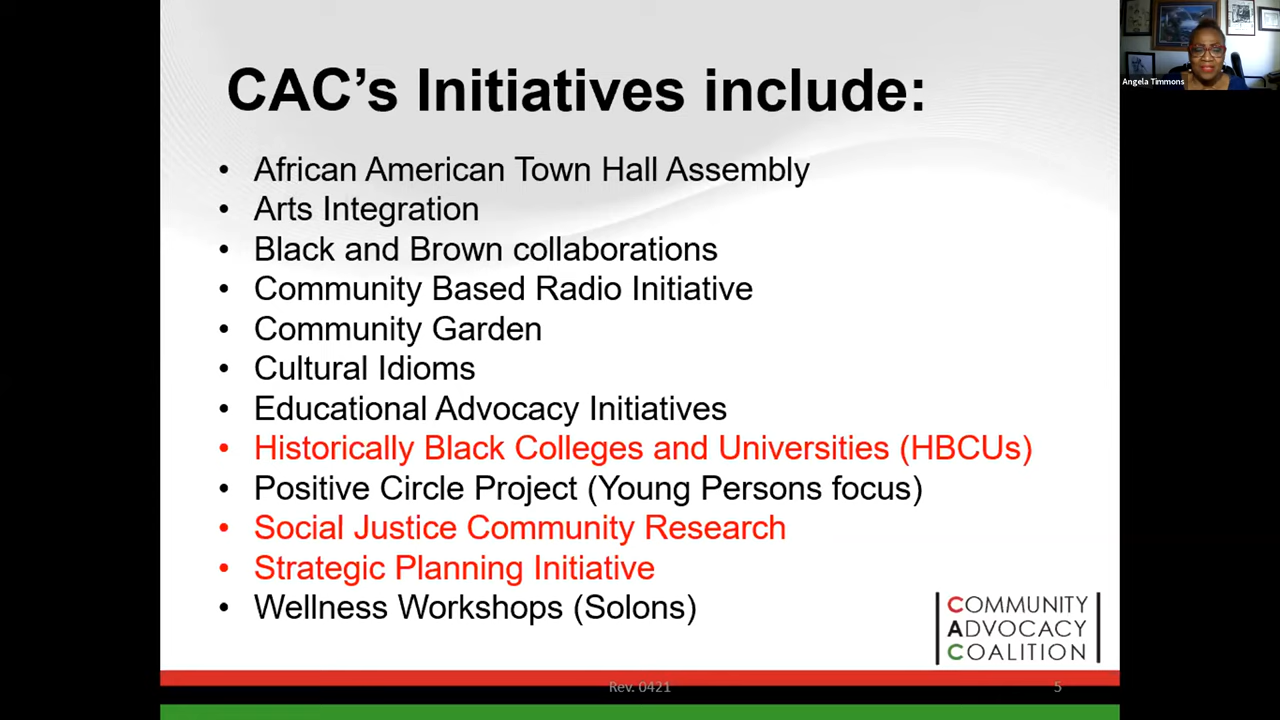 CAC’s Initiatives include:
• African American Town Hall Assembly
• Arts Integration
• Black and Brown collaborations
• Community Based Radio Initiative
• Community Garden
• Cultural Idioms
• Educational Advocacy Initiatives
• Historically Black Colleges and Universities (HBCUs)
• Positive Circle Project (Young Persons focus)
• Social Justice Community Research
• Strategic Planning Initiative
• Wellness Workshops (Solons)
COMMUNITY
ADVOCACY
COALITION
Rev. 0421
5
Angela Timmons